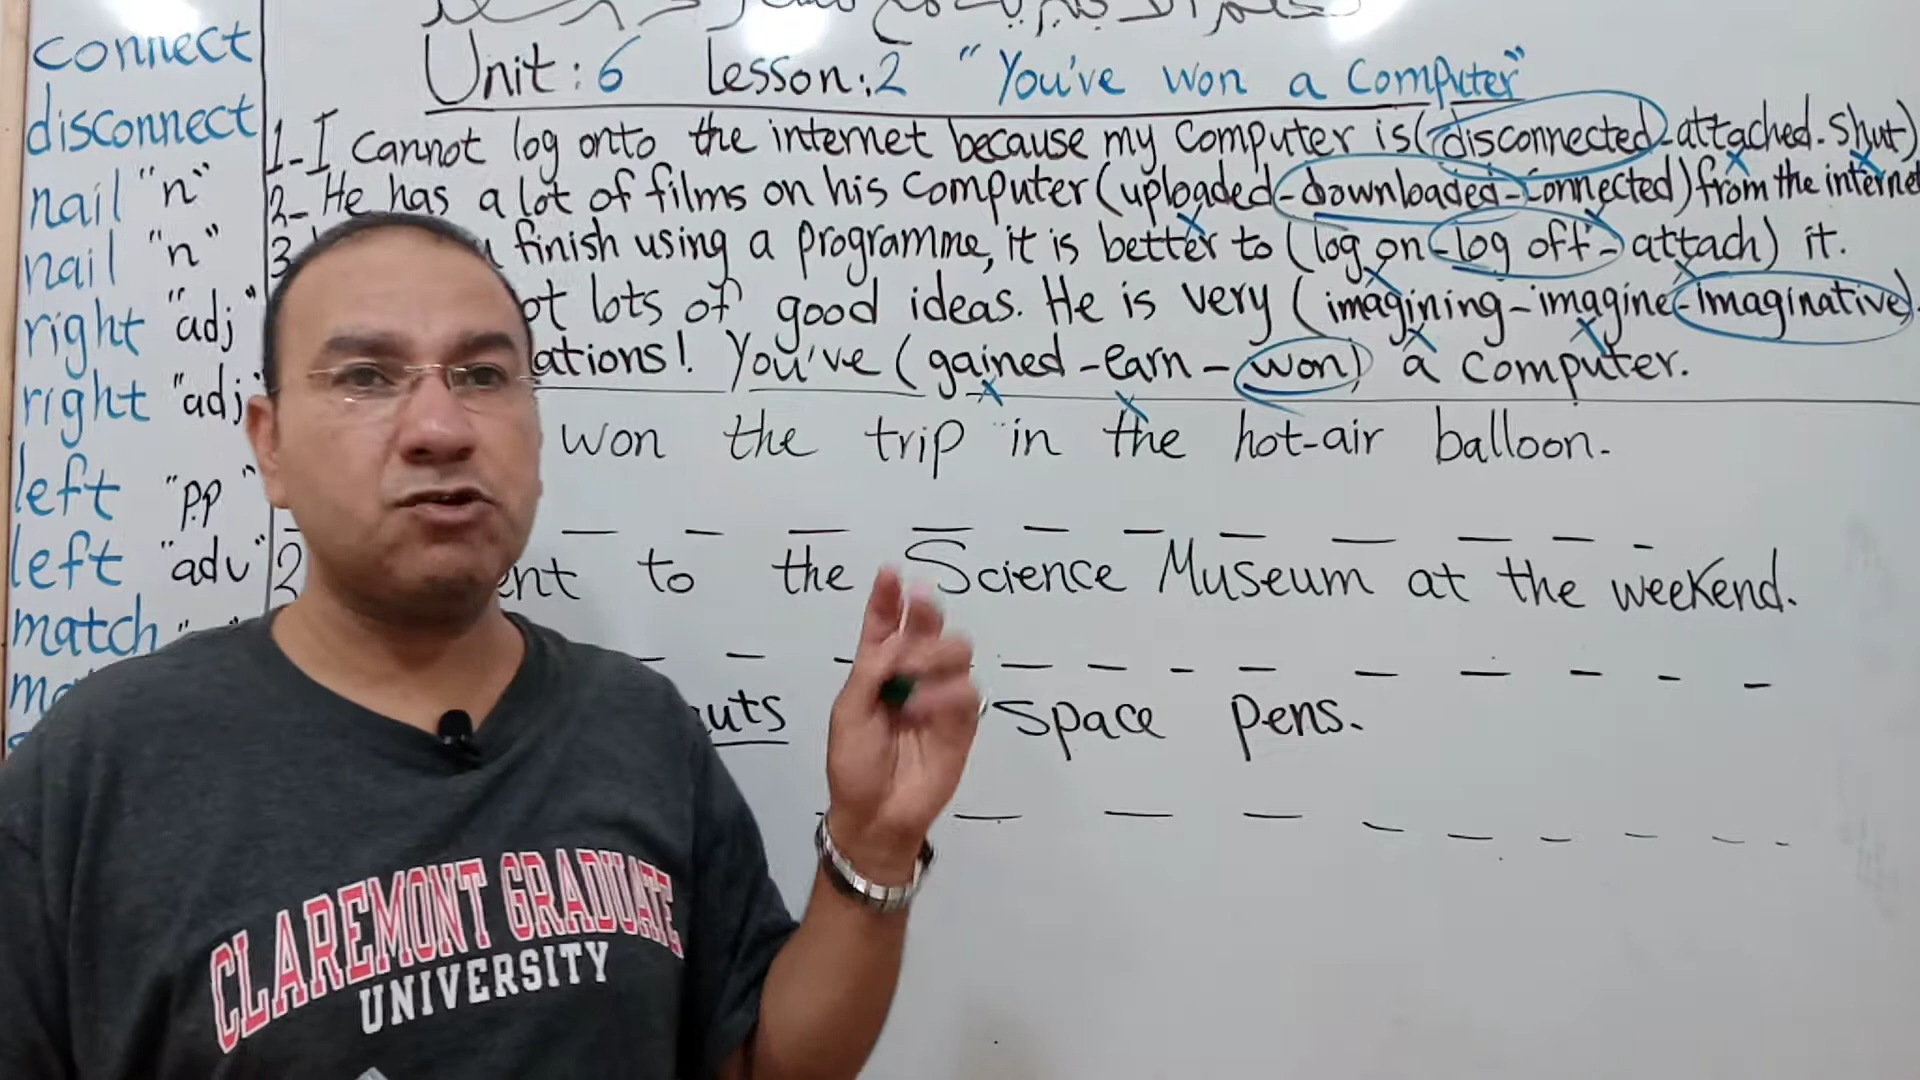 connect
disconnect
nail "n"
nail "n"
right "adj"
right "adj
left "p.p"
left "adv"
match
Unit: 6 Lesson: 2 "You've won a Computer"
1- I cannot log onto the internet because my computer is (disconnected - attached. shut)
2- He has a lot of films on his computer (uploaded - downloaded - connected) from the internet
3 finish using a programme, it is better to (log on - log off - attach) it.
ot lots of good ideas. He is very (imagining - imagine - imaginative).
ations! You've (gained - earn - won) a computer.
won the trip in the hot-air balloon.
2 ent to the Science Museum at the weekend.
uts space pens.
CLAREMONT GRADUATE
UNIVERSITY